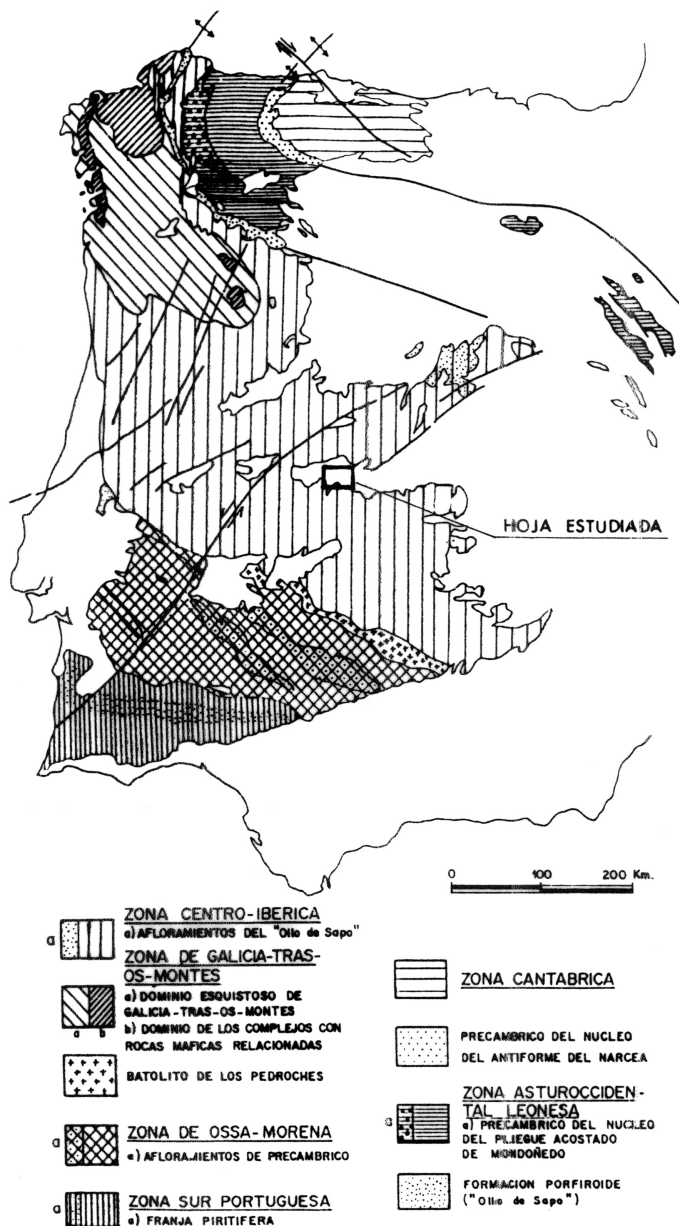 HOJA ESTUDIADA
0 100 200 Km.
a
ZONA CENTRO-IBERICA
a) AFLORAMIENTOS DEL "Ollo de Sapo"
ZONA DE GALICIA-TRAS-
OS-MONTES
a b
a) DOMINIO ESQUISTOSO DE
GALICIA-TRAS-OS-MONTES
b) DOMINIO DE LOS COMPLEJOS CON
ROCAS MAFICAS RELACIONADAS
BATOLITO DE LOS PEDROCHES
a
ZONA DE OSSA-MORENA
a) AFLORAMIENTOS DE PRECAMBRICO
a
ZONA SUR PORTUGUESA
a) FRANJA PIRITIFERA
ZONA CANTABRICA
PRECAMBRICO DEL NUCLEO
DEL ANTIFORME DEL NARCEA
a
ZONA ASTUROCCIDEN-
TAL LEONESA
a) PRECAMBRICO DEL NUCLEO
DEL PLIEGUE ACOSTADO
DE MONDOÑEDO
FORMACION PORFIROIDE
("Ollo de Sapo")